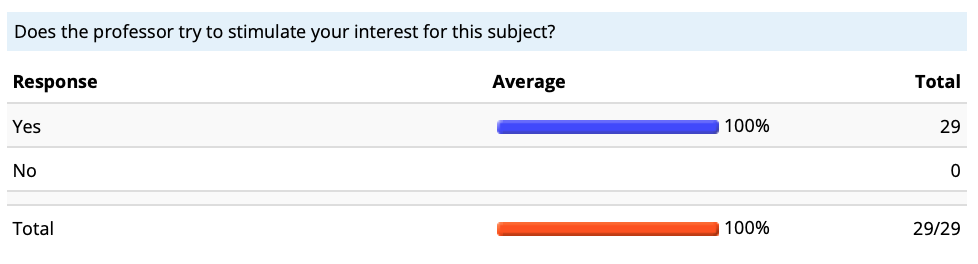 Does the professor try to stimulate your interest for this subject?
Response Average Total
Yes 100% 29
No 0
Total 100% 29/29